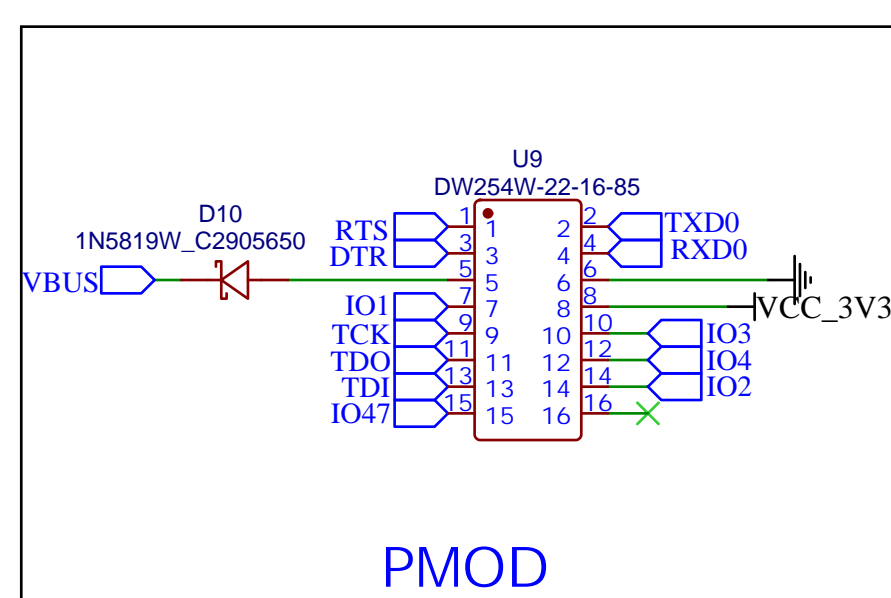 U9
DW254W-22-16-85
D10
1N5819W_C2905650
VBUS
RTS 1 1 2 2 TXD0
DTR 3 3 4 4 RXD0
5 5 6 6
IO1 7 7 8 8 VCC_3V3
TCK 9 9 10 10 IO3
TDO 11 11 12 12 IO4
TDI 13 13 14 14 IO2
IO47 15 15 16 16
PMOD